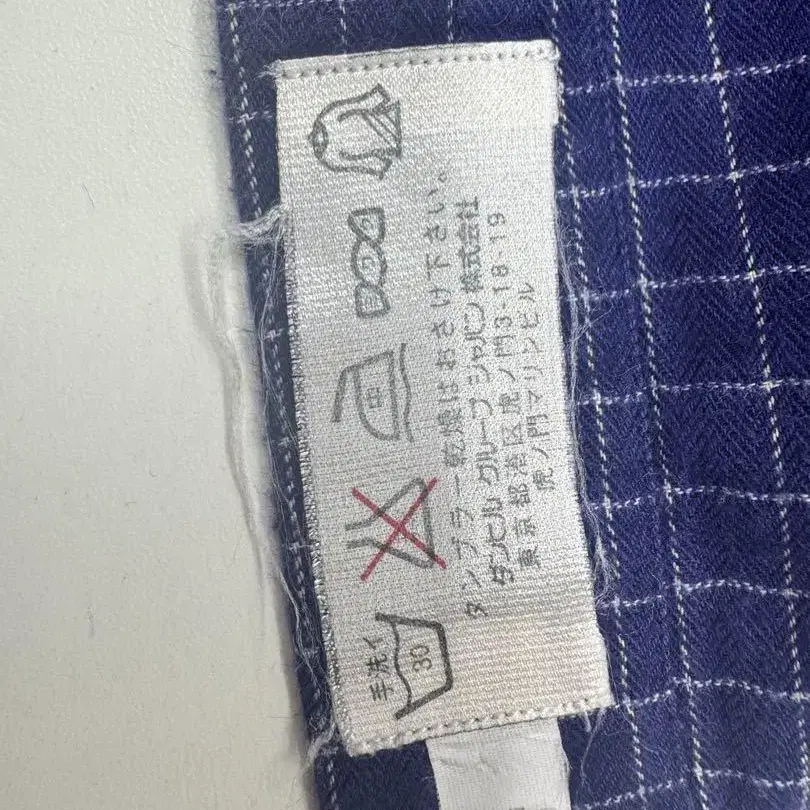 手洗イ
30
中
タンブラー乾燥はおさけ下さい。
ダンヒル グループ ジャパン 株式会社
東京都港区虎ノ門3-18-19
虎ノ門マリンビル